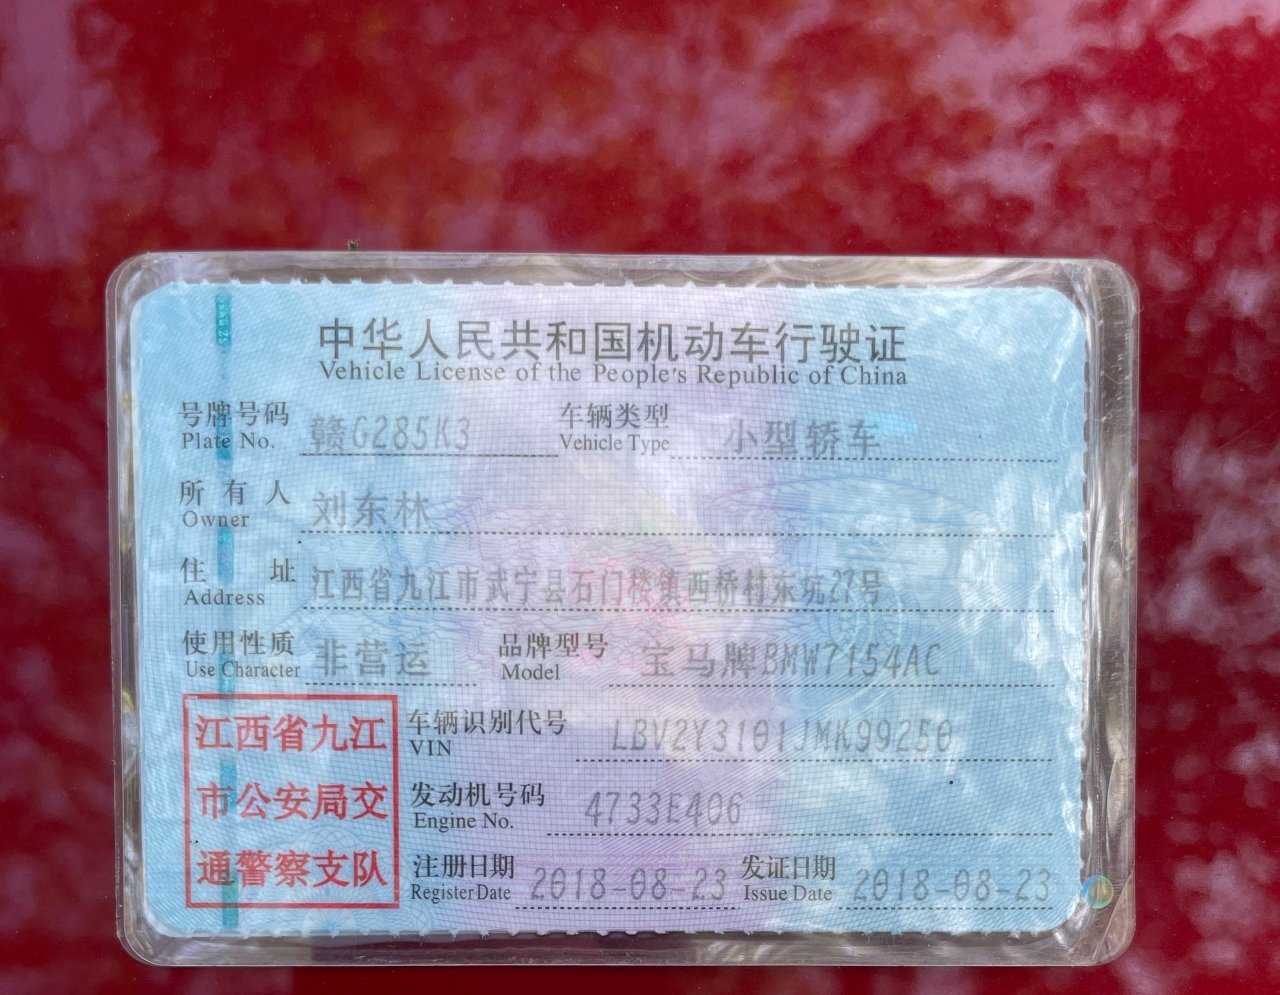 中华人民共和国机动车行驶证
Vehicle License of the People's Republic of China
号牌号码 赣G285K3 车辆类型 小型轿车
Plate No. Vehicle Type
所有人 刘东林
Owner
住址 江西省九江市武宁县石门楼镇西桥村东坑27号
Address
使用性质 非营运 品牌型号 宝马牌BMW7154AC
Use Character Model
江西省九江
市公安局交
通警察支队
车辆识别代号 LBV2Y3101JMK99250
VIN
发动机号码 4733E406
Engine No.
注册日期 2018-08-23 发证日期 2018-08-23
Register Date Issue Date